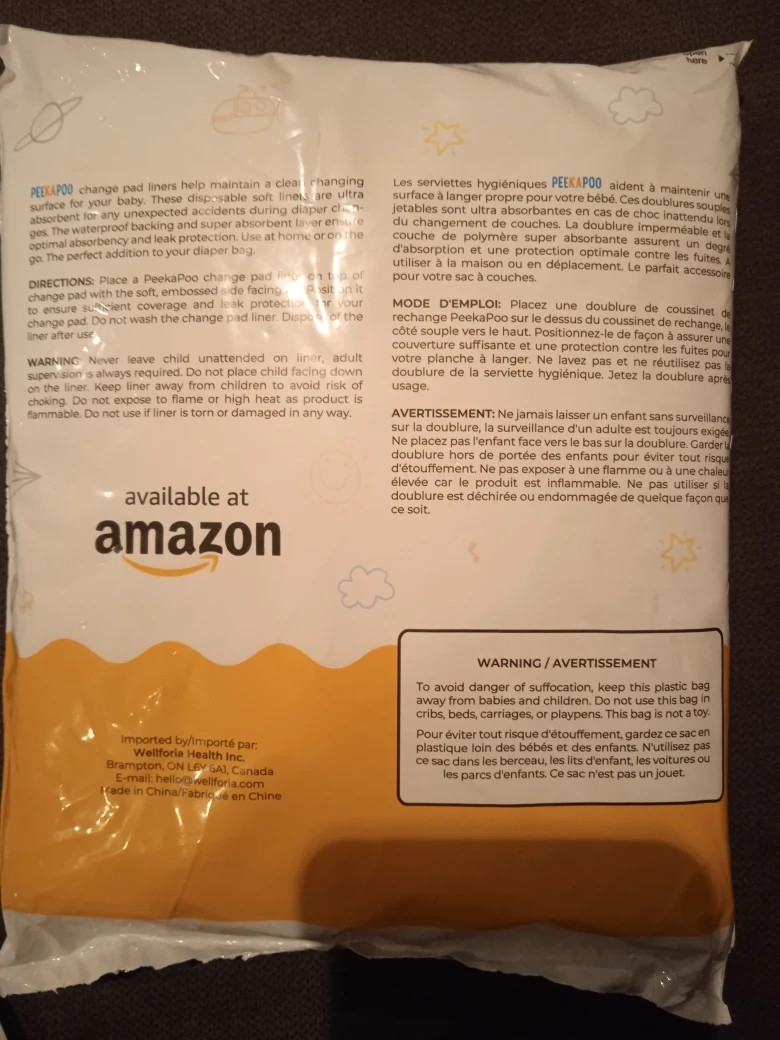 open
here
PEEKAPOO change pad liners help maintain a clean changing
surface for your baby. These disposable soft liners are ultra
absorbent for any unexpected accidents during diaper chan-
ges. The waterproof backing and super absorbent layer ensure
optimal absorbency and leak protection. Use at home or on the
go. The perfect addition to your diaper bag.
DIRECTIONS: Place a PeekaPoo change pad liner on top of
change pad with the soft, embossed side facing Position it
to ensure sufficient coverage and leak protection for your
change pad. Do not wash the change pad liner. Dispose of the
liner after use.
WARNING: Never leave child unattended on liner, adult
supervision is always required. Do not place child facing down
on the liner. Keep liner away from children to avoid risk of
choking. Do not expose to flame or high heat as product is
flammable. Do not use if liner is torn or damaged in any way.
available at
amazon
Imported by/Importé par:
Wellforia Health Inc.
Brampton, ON L6Y 6A1, Canada
E-mail: hello@wellforia.com
Made in China/Fabriqué en Chine
Les serviettes hygiéniques PEEKAPOO aident à maintenir une
surface à langer propre pour votre bébé. Ces doublures souples
jetables sont ultra absorbantes en cas de choc inattendu lors
du changement de couches. La doublure imperméable et la
couche de polymère super absorbante assurent un degré
d'absorption et une protection optimale contre les fuites. À
utiliser à la maison ou en déplacement. Le parfait accessoire
pour votre sac à couches.
MODE D'EMPLOI: Placez une doublure de coussinet de
rechange PeekaPoo sur le dessus du coussinet de rechange, le
côté souple vers le haut. Positionnez-le de façon à assurer une
couverture suffisante et une protection contre les fuites pour
votre planche à langer. Ne lavez pas et ne réutilisez pas la
doublure de la serviette hygiénique. Jetez la doublure après
usage.
AVERTISSEMENT: Ne jamais laisser un enfant sans surveillance
sur la doublure, la surveillance d'un adulte est toujours exigée.
Ne placez pas l'enfant face vers le bas sur la doublure. Garder la
doublure hors de portée des enfants pour éviter tout risque
d'étouffement. Ne pas exposer à une flamme ou à une chaleur
élevée car le produit est inflammable. Ne pas utiliser si la
doublure est déchirée ou endommagée de quelque façon que
ce soit.
WARNING / AVERTISSEMENT
To avoid danger of suffocation, keep this plastic bag
away from babies and children. Do not use this bag in
cribs, beds, carriages, or playpens. This bag is not a toy.
Pour éviter tout risque d'étouffement, gardez ce sac en
plastique loin des bébés et des enfants. N'utilisez pas
ce sac dans les berceau, les lits d'enfant, les voitures ou
les parcs d'enfants. Ce sac n'est pas un jouet.